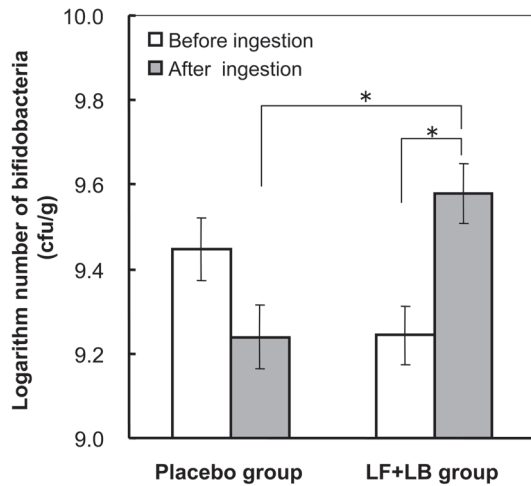 Logarithm number of bifidobacteria
(cfu/g)
10.0
9.8
9.6
9.4
9.2
9.0
Before ingestion
After ingestion
*
*
Placebo group
LF+LB group